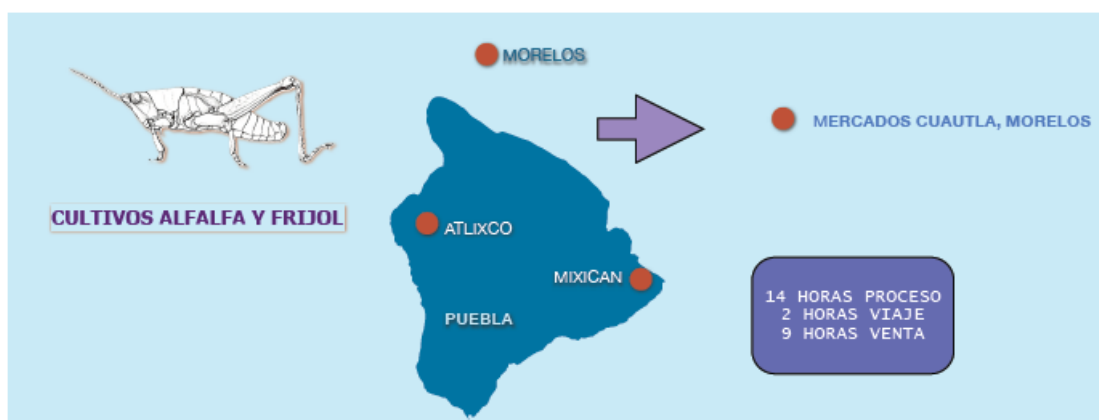 MORELOS
MERCADOS CUAUTLA, MORELOS
CULTIVOS ALFALFA Y FRIJOL
ATLIXCO
MIXICAN
PUEBLA
14 HORAS PROCESO
2 HORAS VIAJE
9 HORAS VENTA